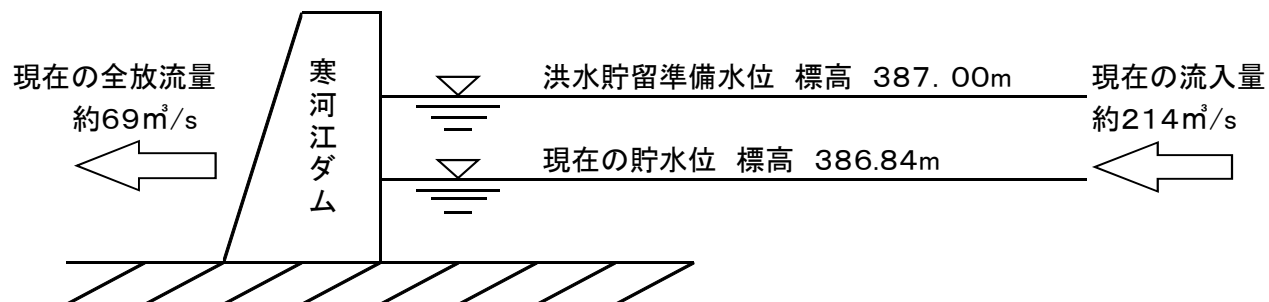 現在の全放流量
約69㎥/s
寒河江ダム
洪水貯留準備水位 標高 387.00m
現在の貯水位 標高 386.84m
現在の流入量
約214㎥/s